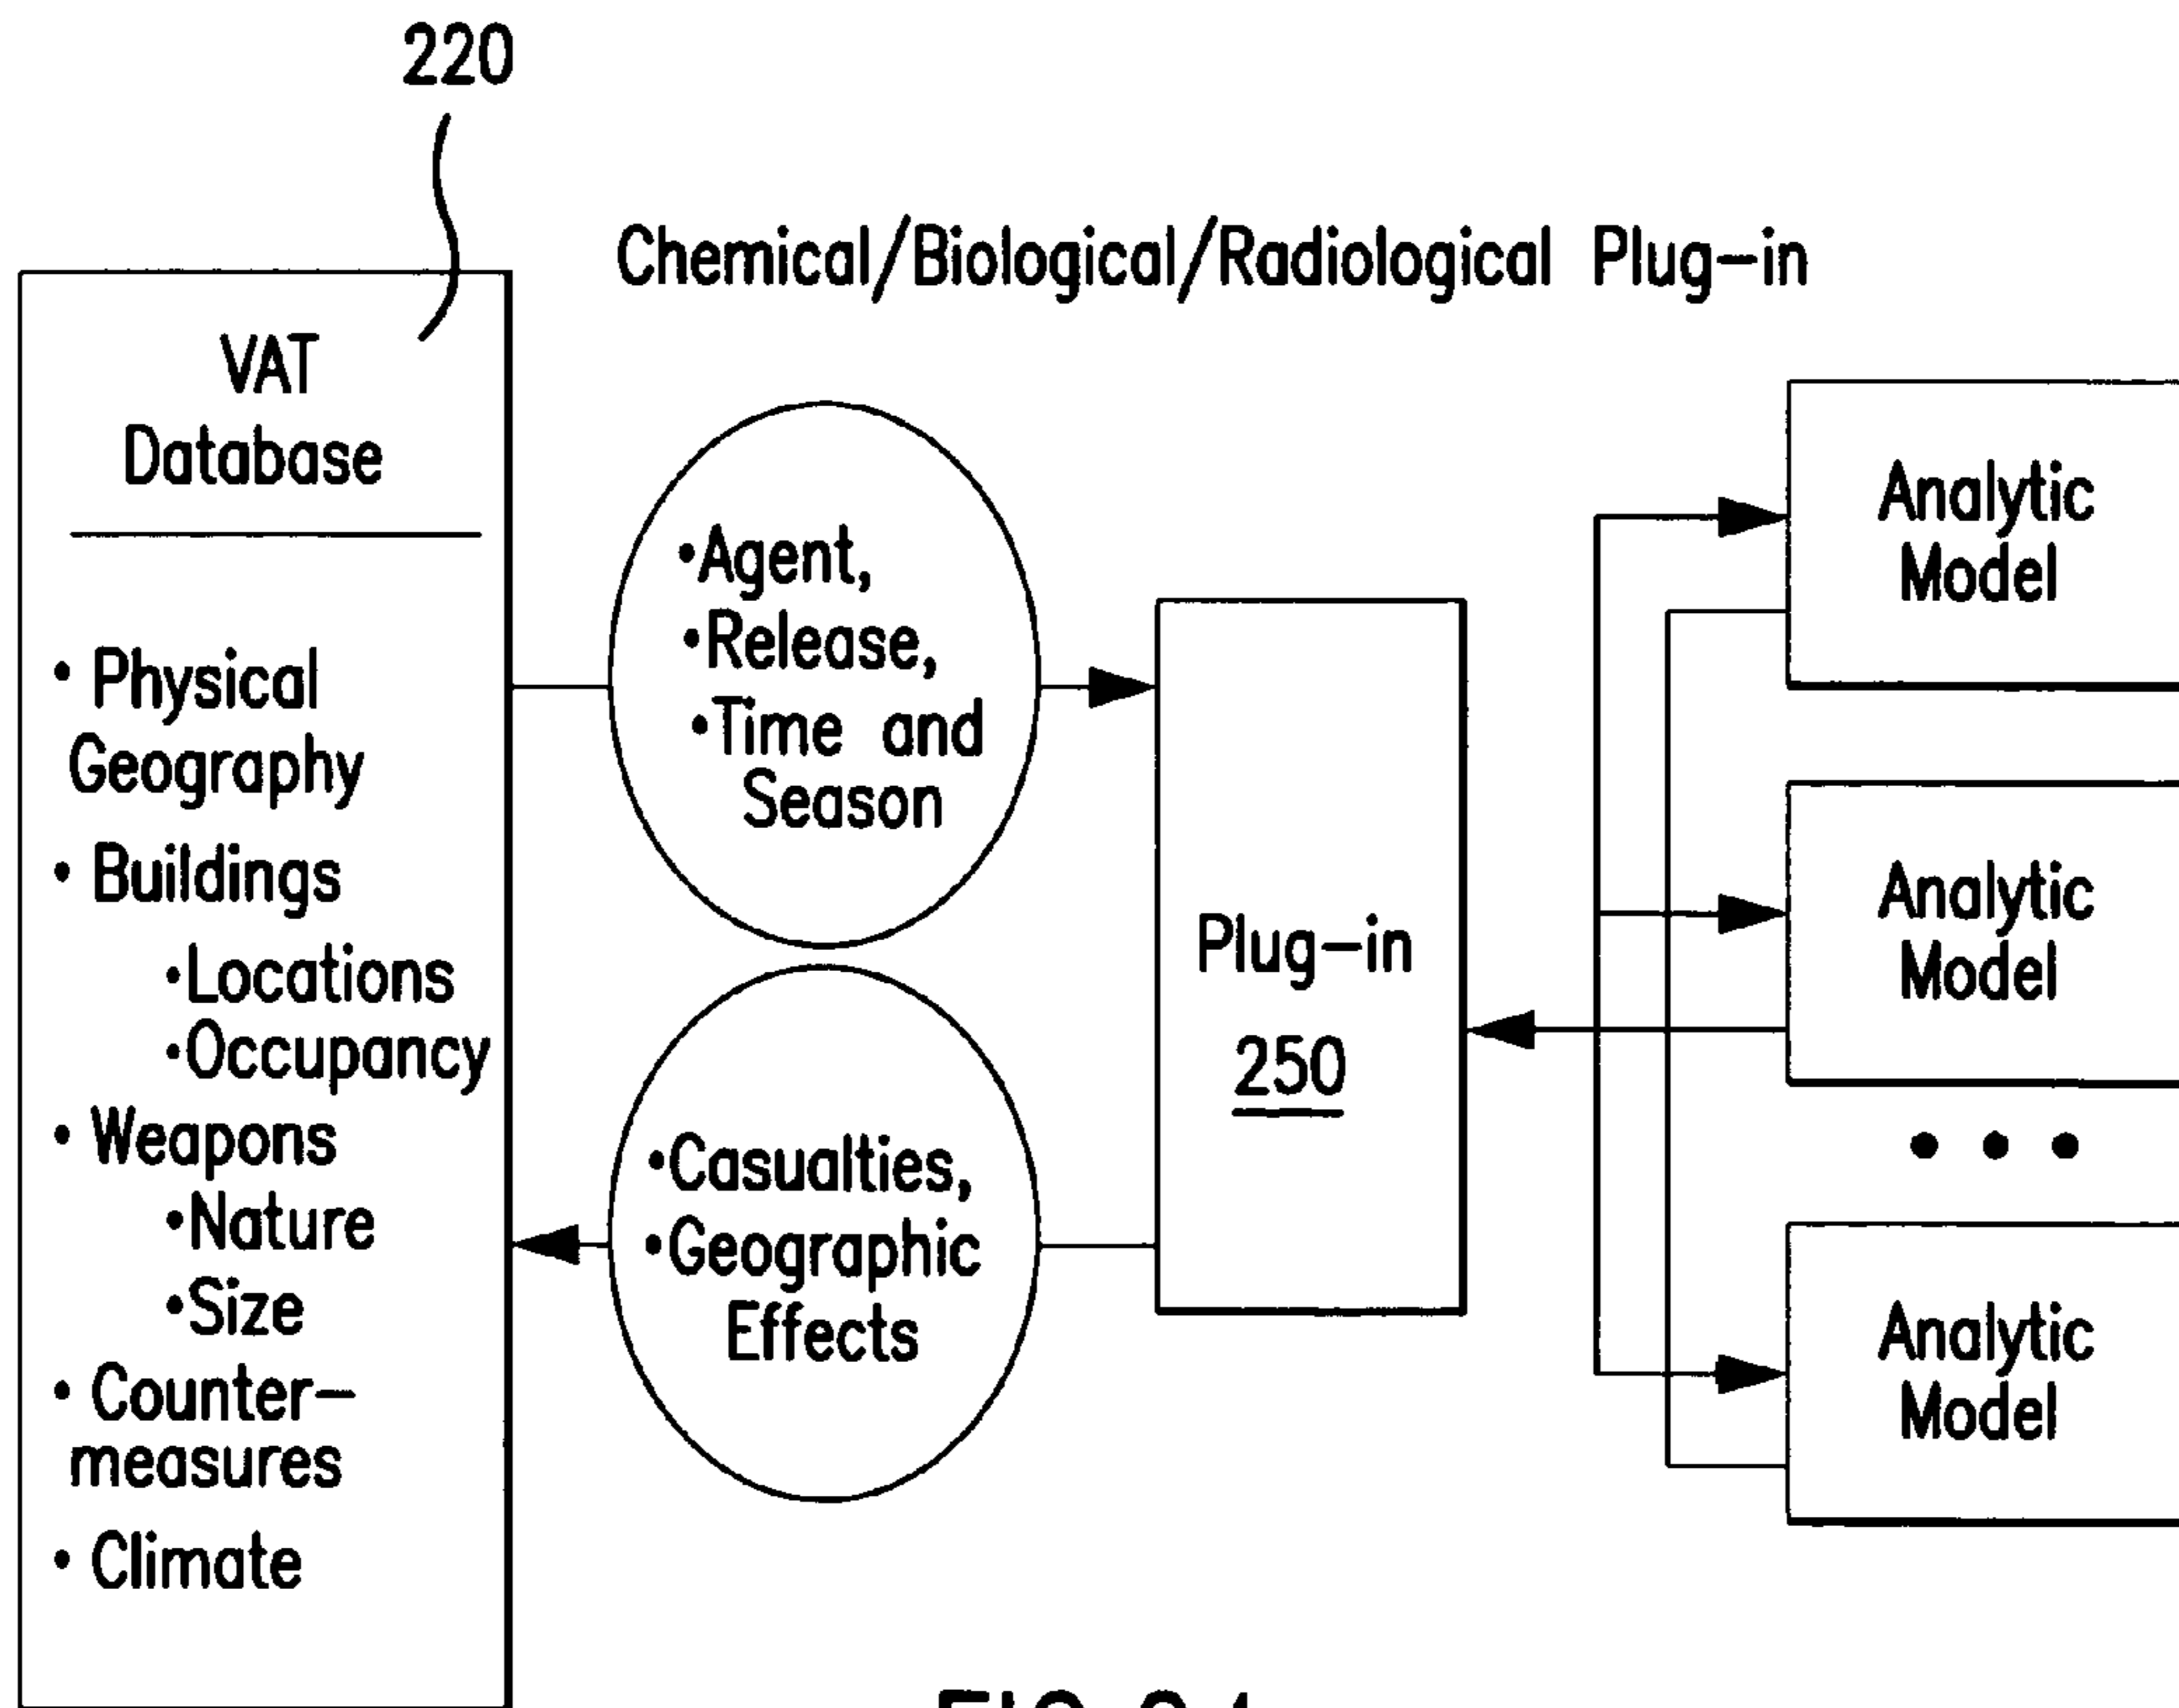 220
Chemical/Biological/Radiological Plug-in
VAT
Database
• Physical
Geography
• Buildings
•Locations
•Occupancy
• Weapons
•Nature
•Size
• Counter-
measures
• Climate
•Agent,
•Release,
•Time and
Season
•Casualties,
•Geographic
Effects
Plug-in
250
Analytic
Model
Analytic
Model
• • •
Analytic
Model